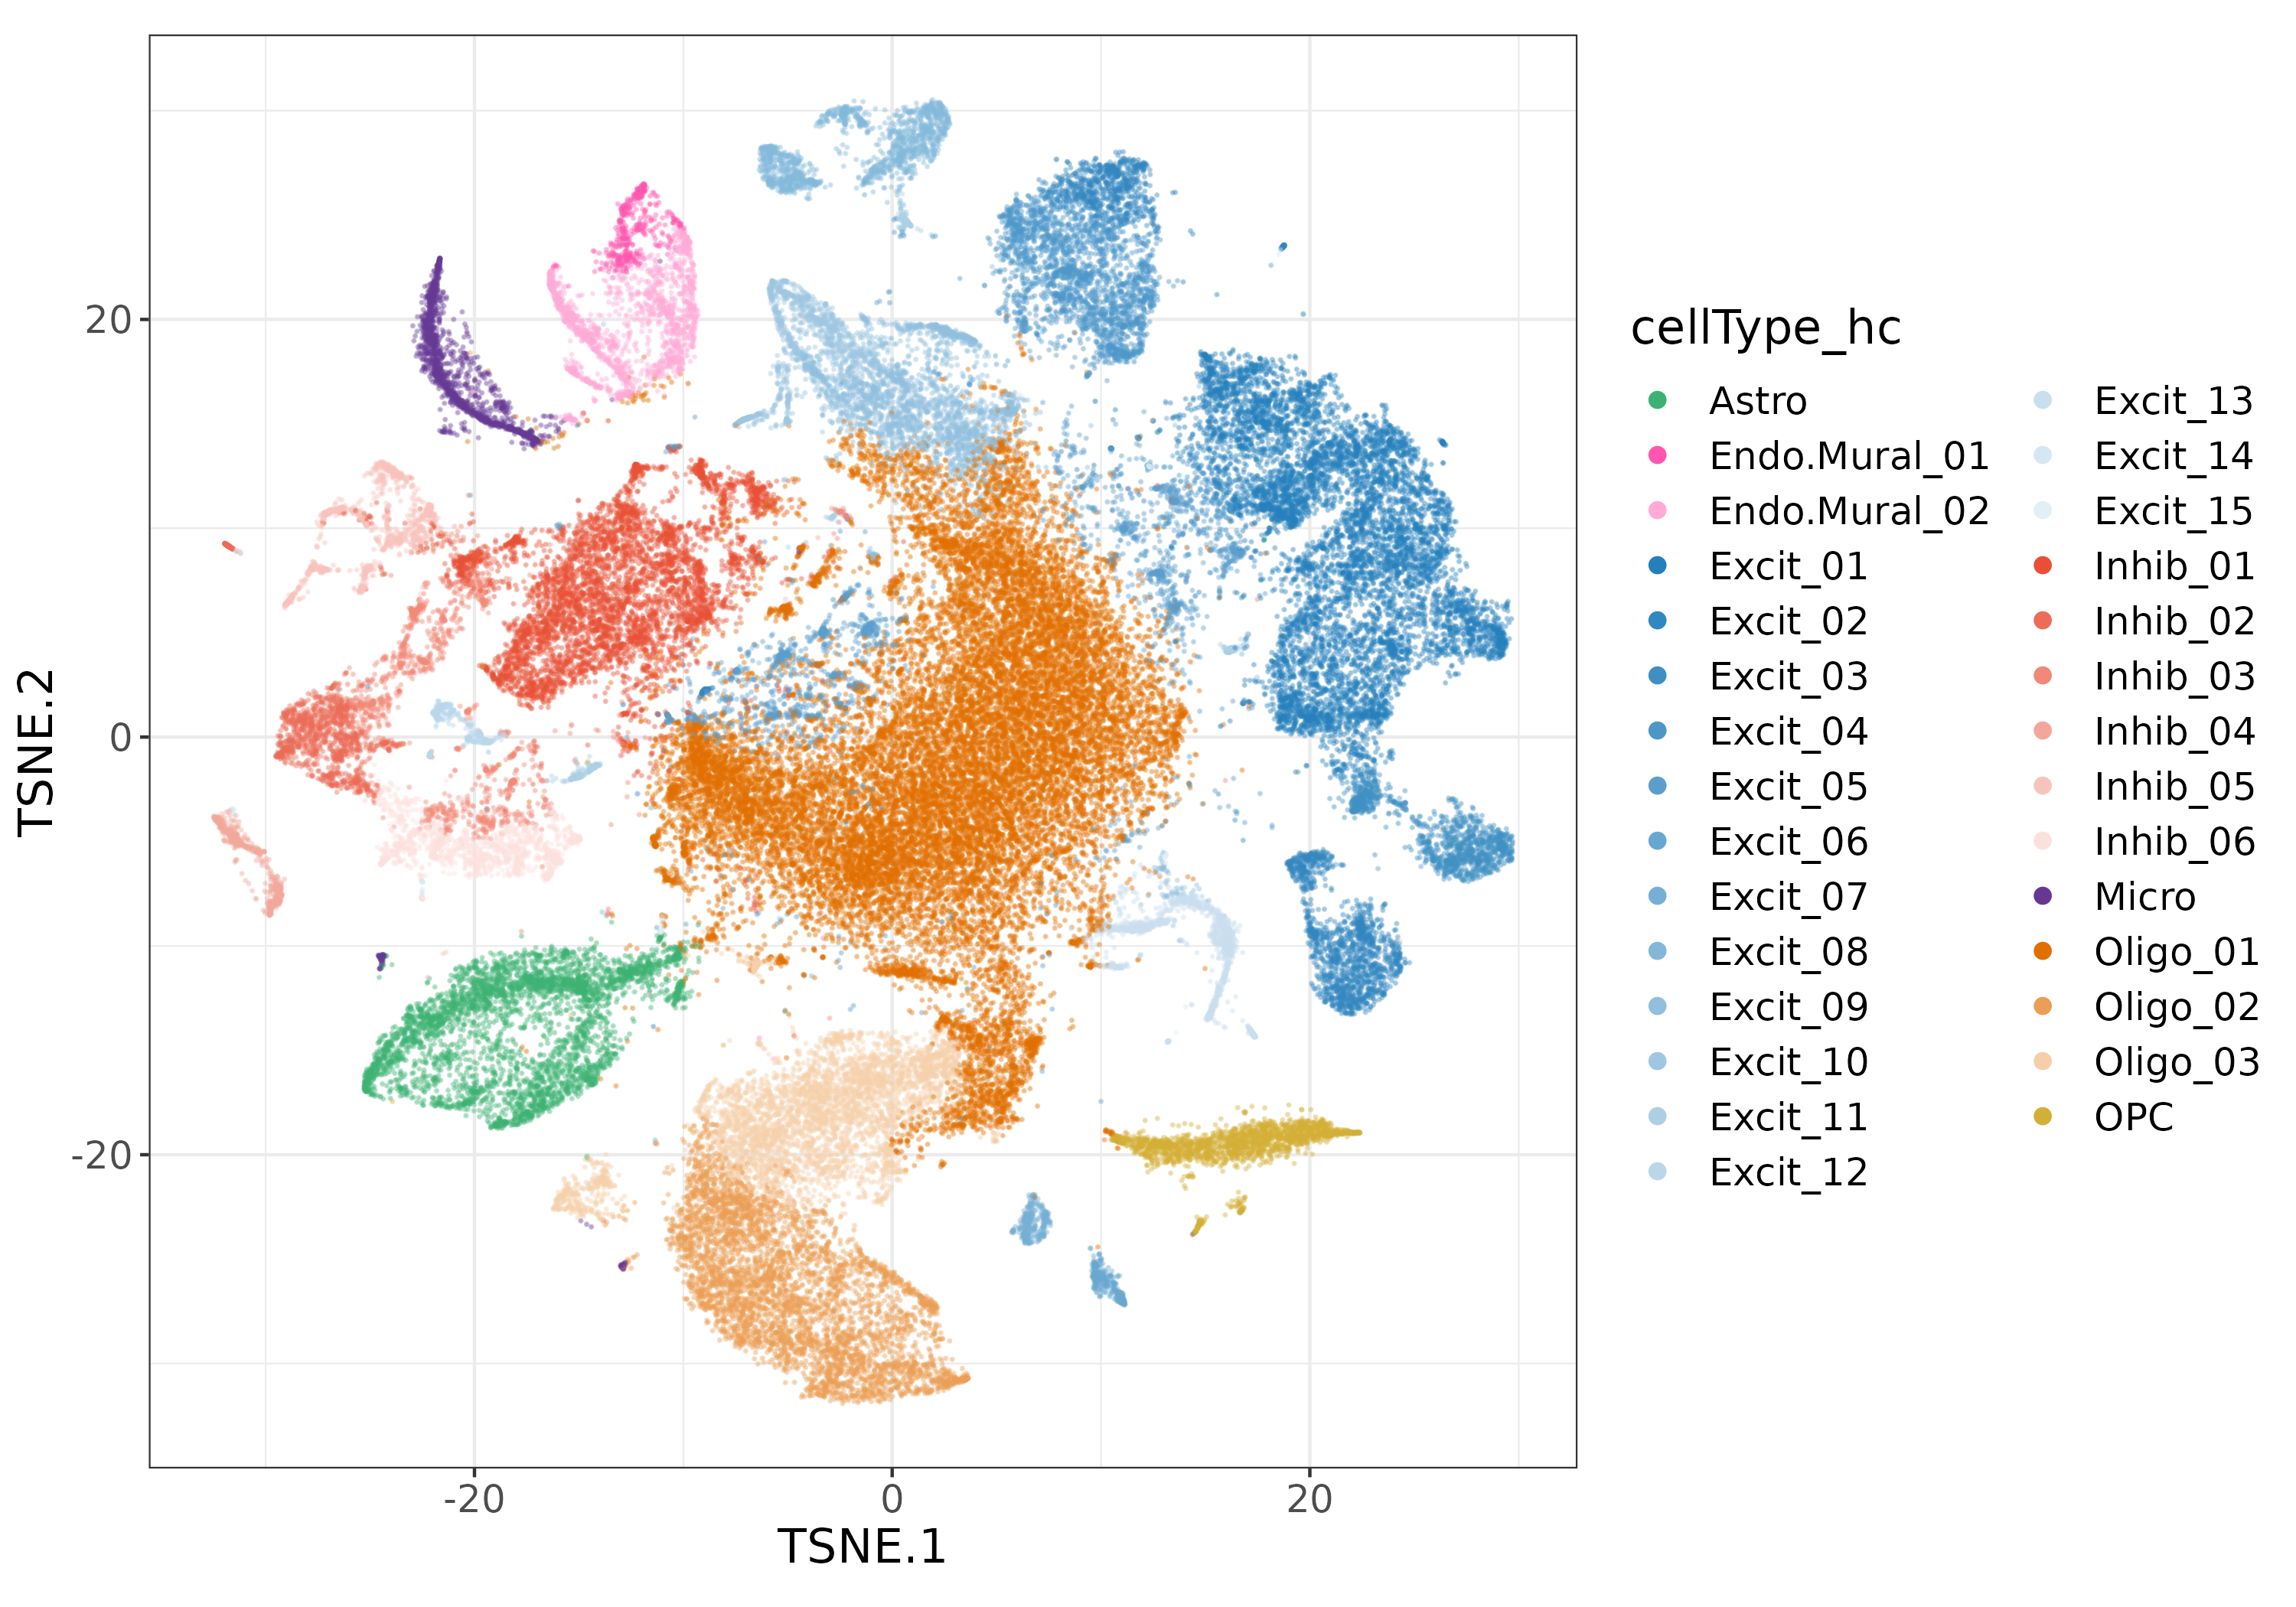 20
0
-20
TSNE.2
-20
0
20
TSNE.1
cellType_hc
Astro
Endo.Mural_01
Endo.Mural_02
Excit_01
Excit_02
Excit_03
Excit_04
Excit_05
Excit_06
Excit_07
Excit_08
Excit_09
Excit_10
Excit_11
Excit_12
Excit_13
Excit_14
Excit_15
Inhib_01
Inhib_02
Inhib_03
Inhib_04
Inhib_05
Inhib_06
Micro
Oligo_01
Oligo_02
Oligo_03
OPC